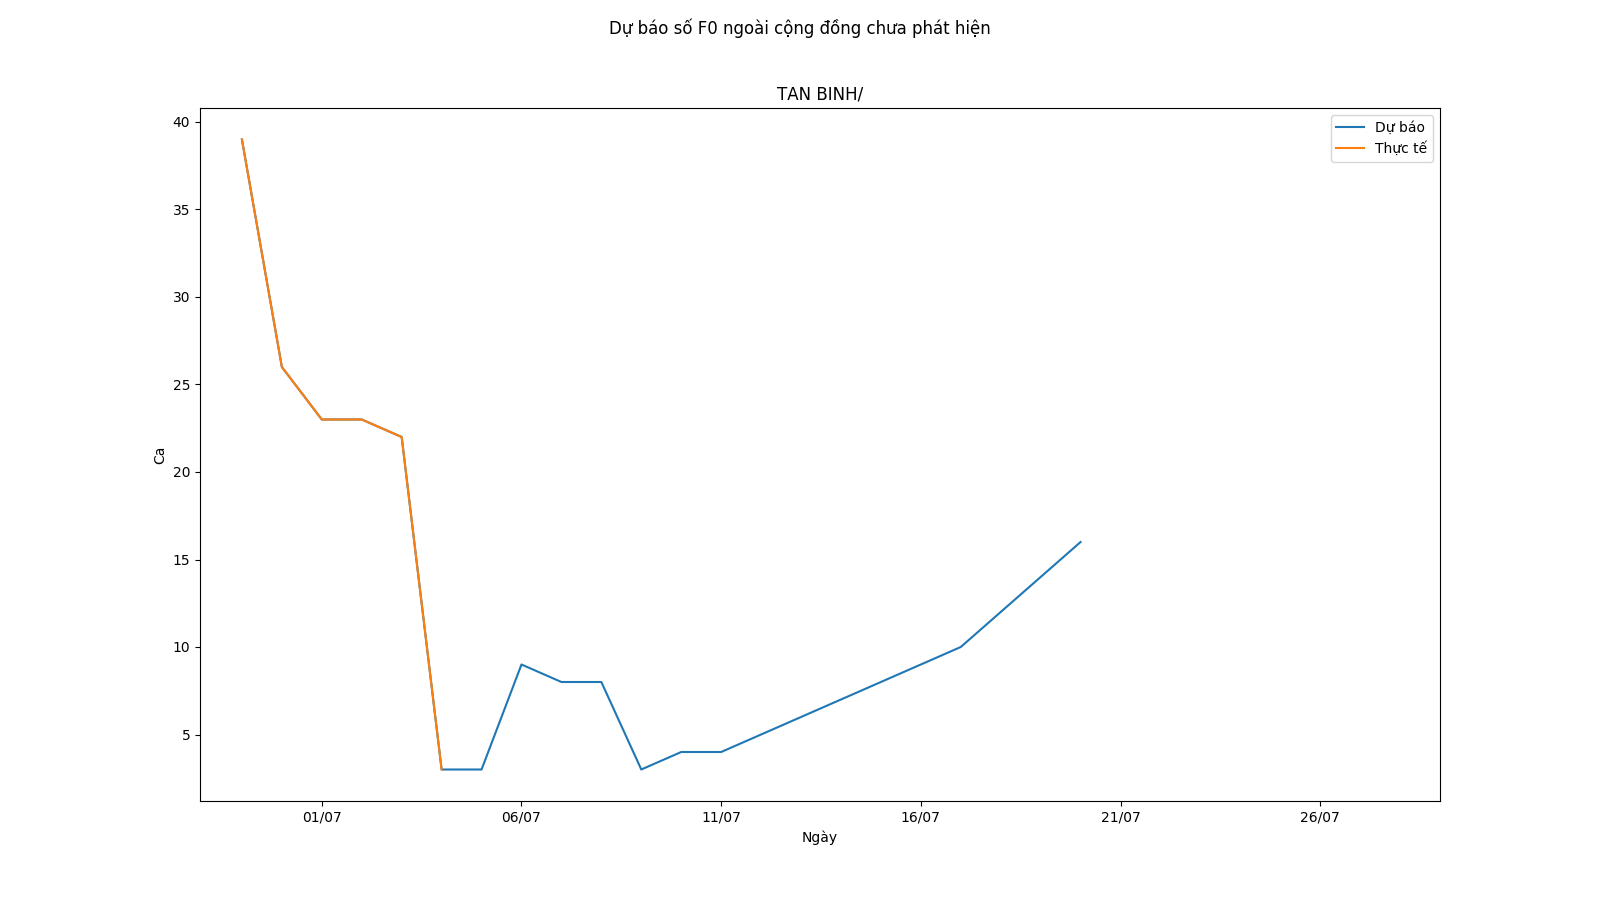 Dự báo số F0 ngoài cộng đồng chưa phát hiện
TAN BINH/
Dự báo
Thực tế
40
35
30
25
20
15
10
5
Ca
01/07
06/07
11/07
16/07
21/07
26/07
Ngày